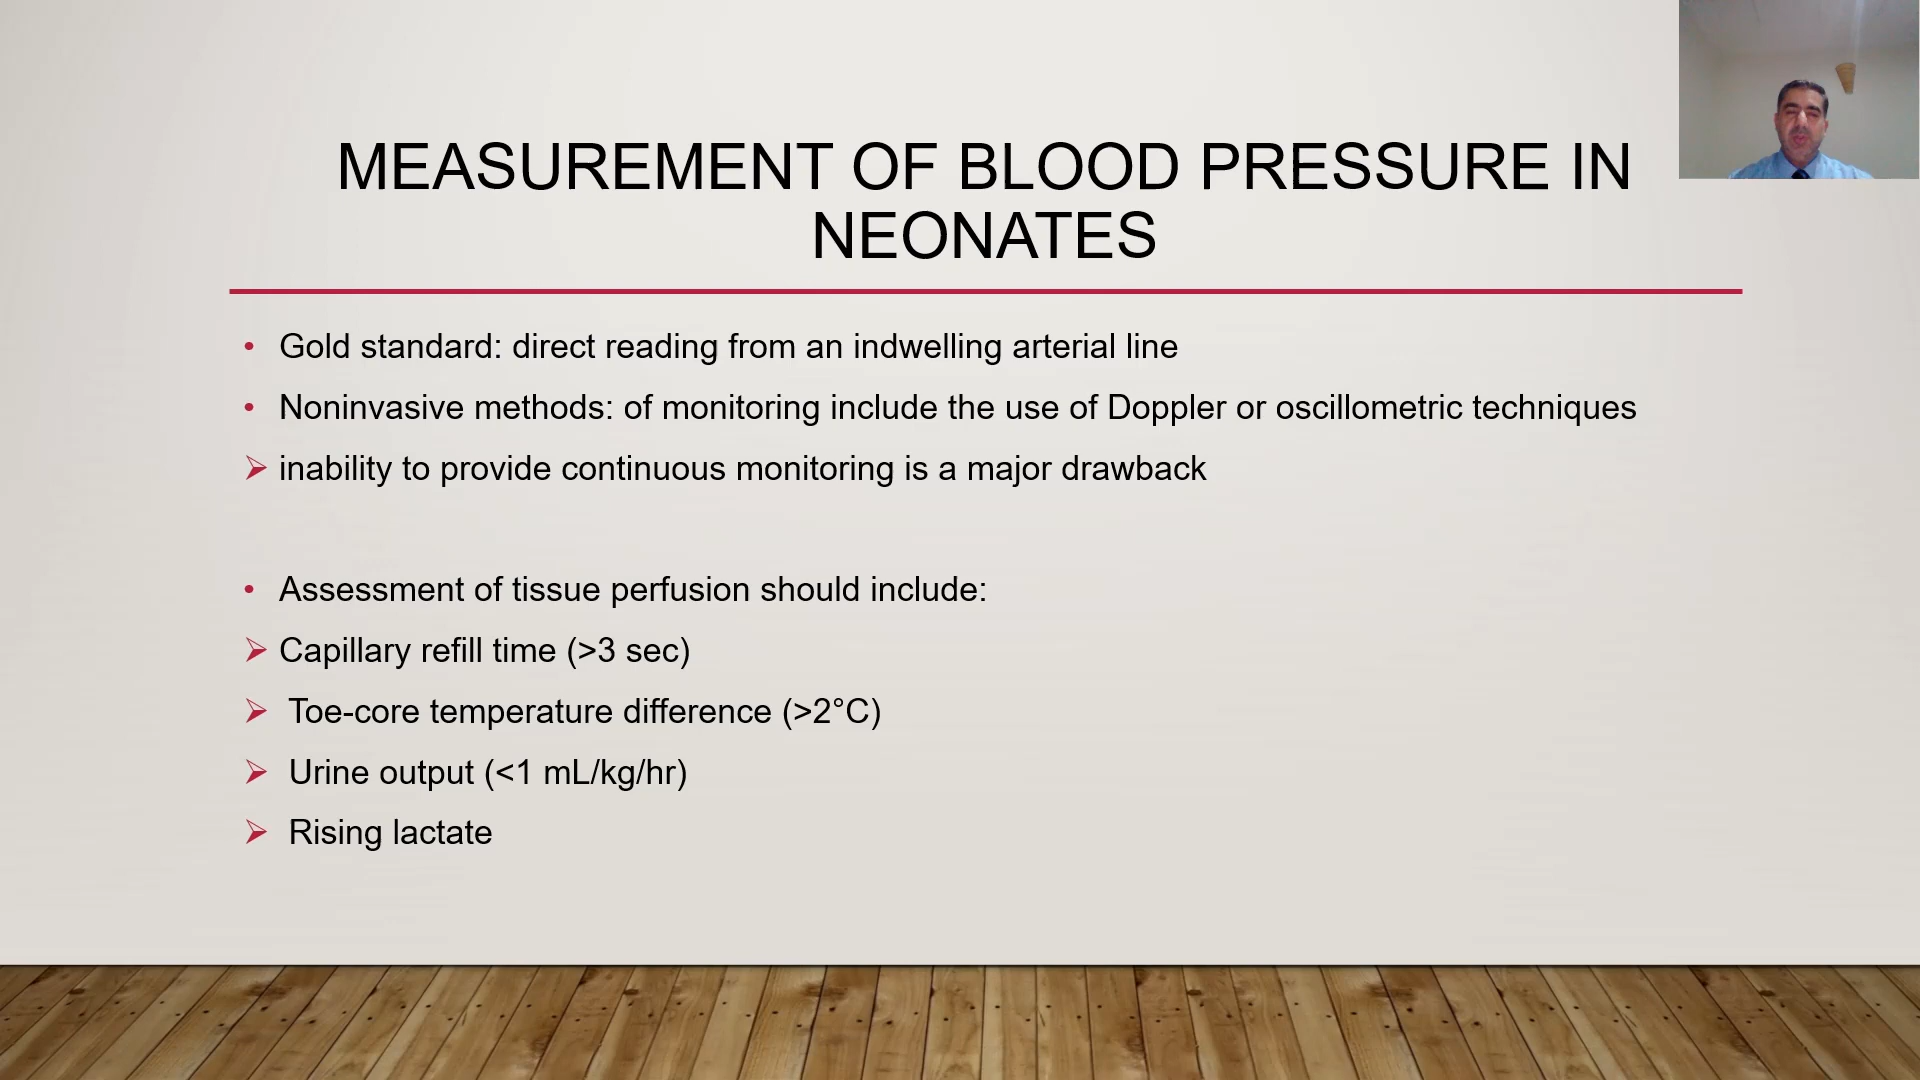 MEASUREMENT OF BLOOD PRESSURE IN
NEONATES
• Gold standard: direct reading from an indwelling arterial line
• Noninvasive methods: of monitoring include the use of Doppler or oscillometric techniques
➢ inability to provide continuous monitoring is a major drawback
• Assessment of tissue perfusion should include:
➢ Capillary refill time (>3 sec)
➢ Toe-core temperature difference (>2°C)
➢ Urine output (<1 mL/kg/hr)
➢ Rising lactate